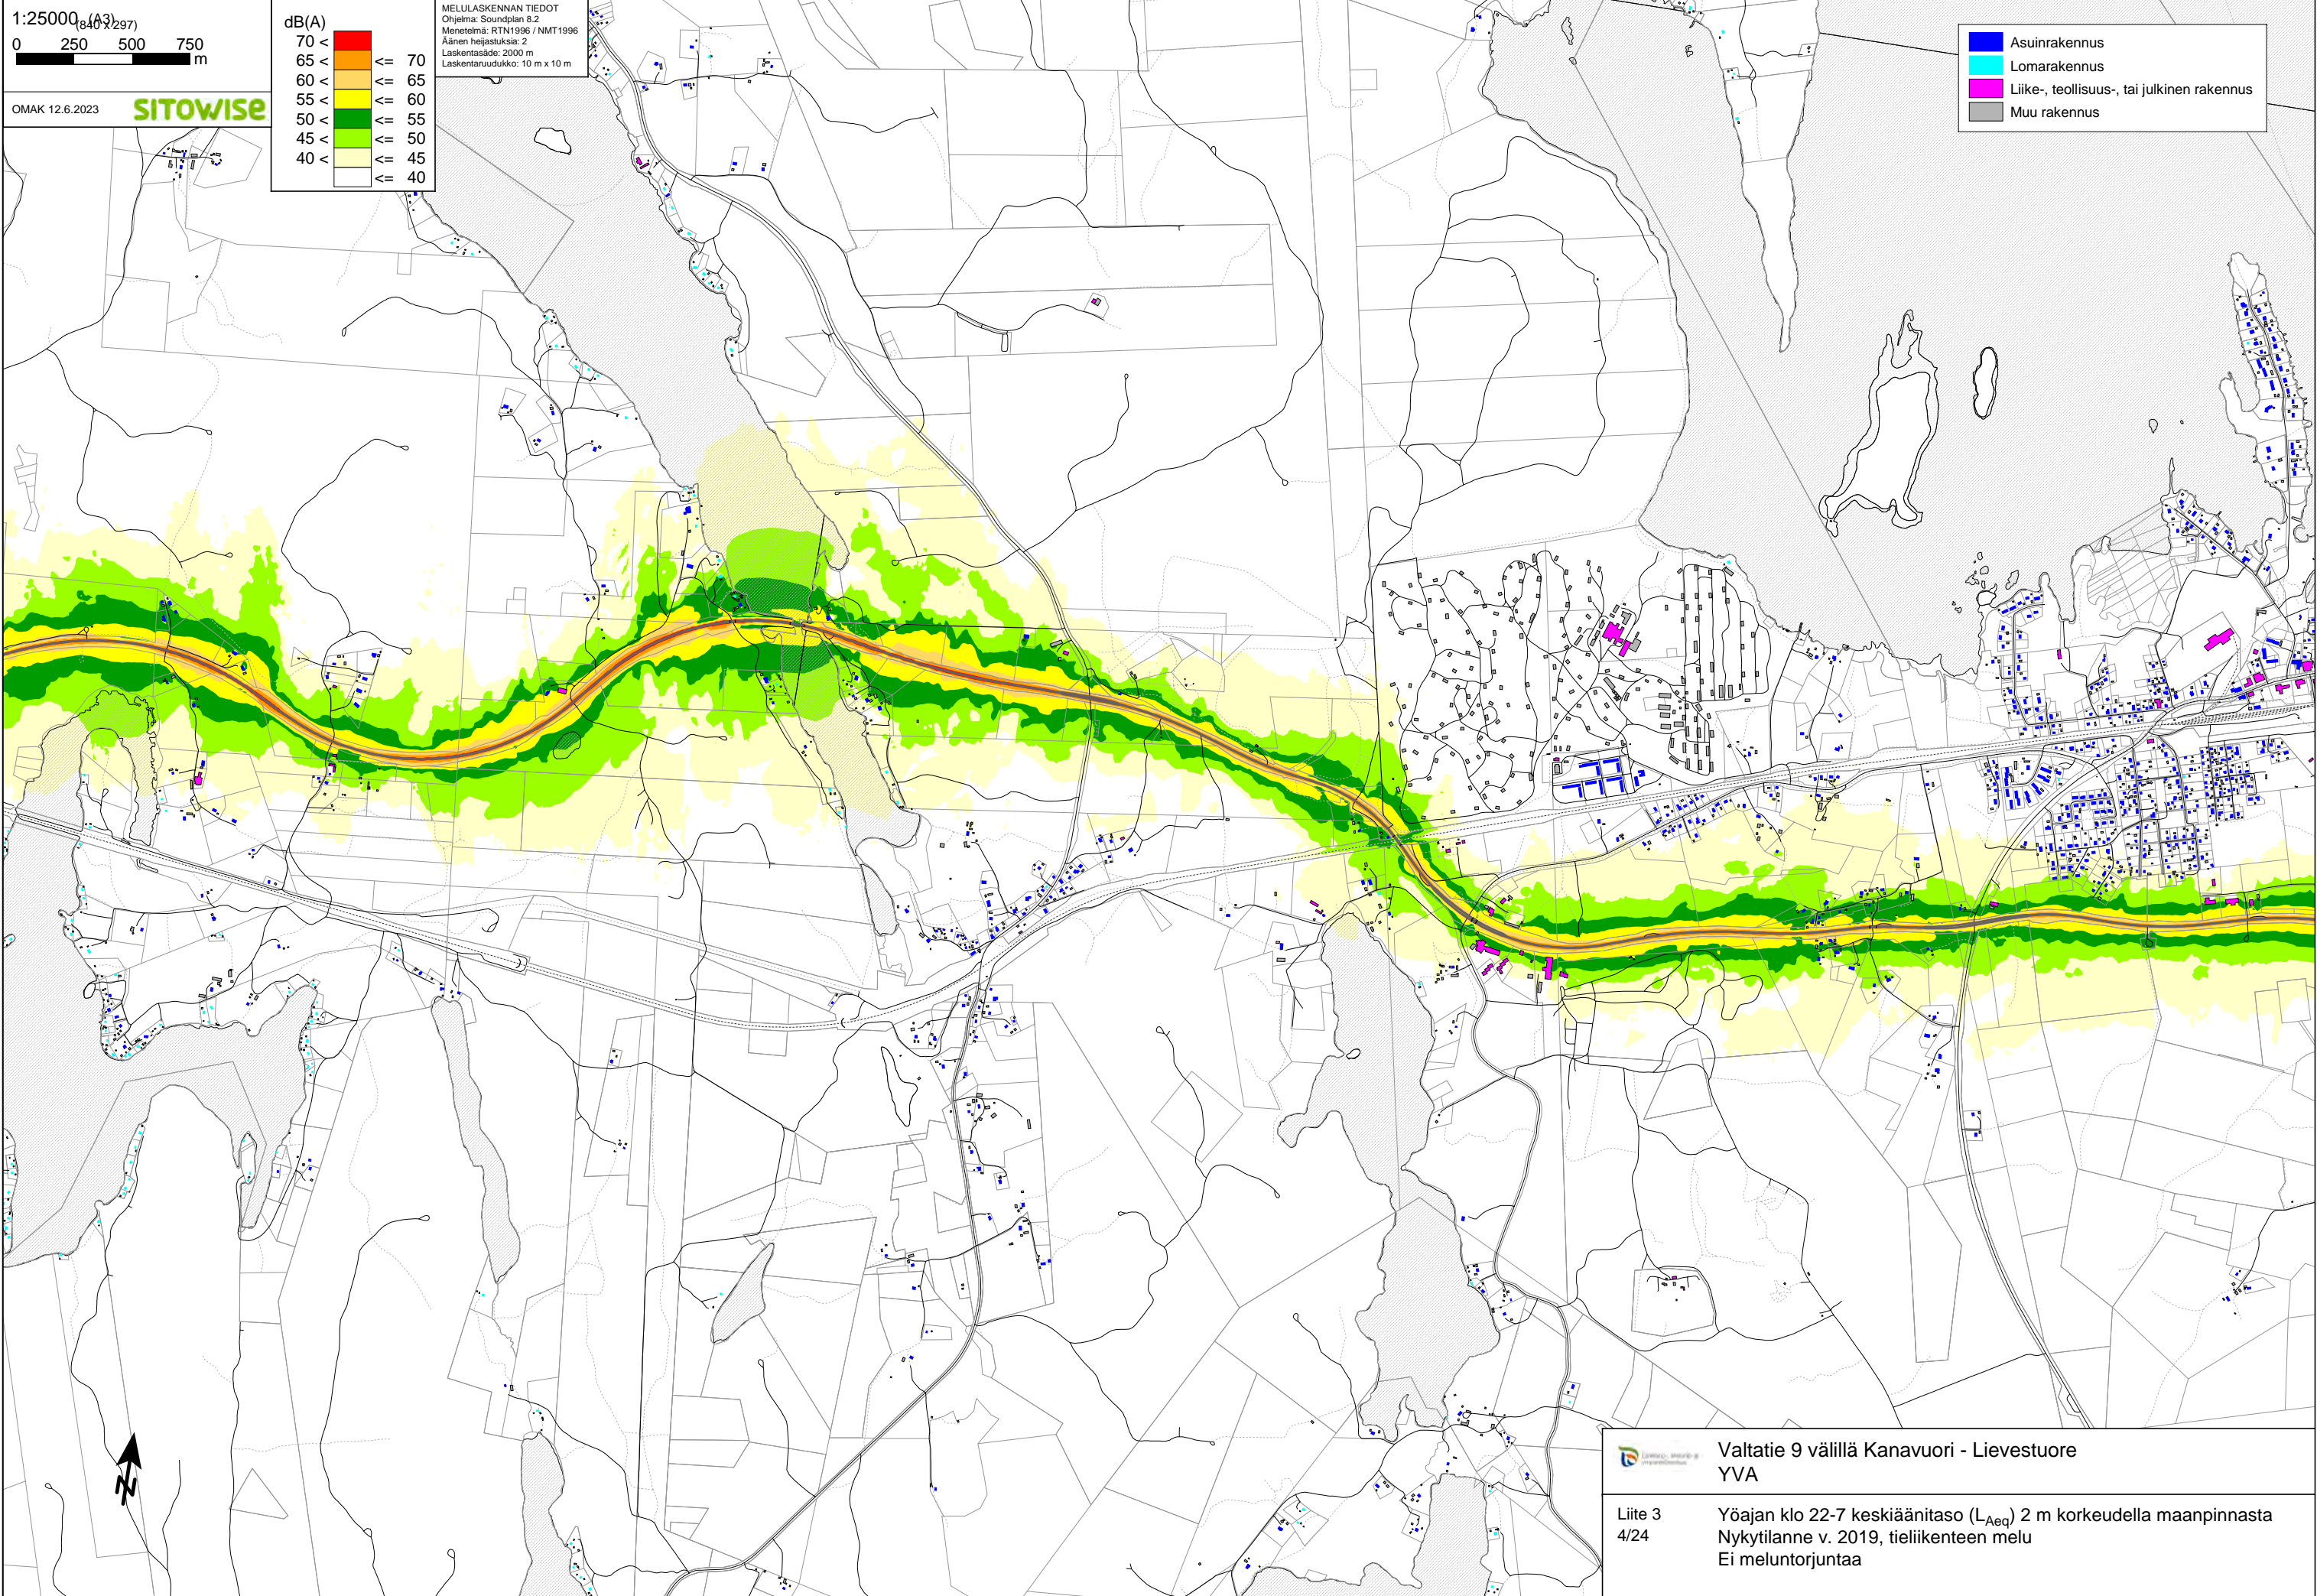 1:25000 (A3)
(840 x 297)
0 250 500 750
m
OMAK 12.6.2023
SITOWISE
dB(A)
70 <
65 < <= 70
60 < <= 65
55 < <= 60
50 < <= 55
45 < <= 50
40 < <= 45
<= 40
MELULASKENNAN TIEDOT
Ohjelma: Soundplan 8.2
Menetelmä: RTN1996 / NMT1996
Äänen heijastuksia: 2
Laskentasäde: 2000 m
Laskentaruudukko: 10 m x 10 m
Asuinrakennus
Lomarakennus
Liike-, teollisuus-, tai julkinen rakennus
Muu rakennus
N
Valtatie 9 välillä Kanavuori - Lievestuore
YVA
Liite 3
4/24
Yöajan klo 22-7 keskiäänitaso (LAeq) 2 m korkeudella maanpinnasta
Nykytilanne v. 2019, tieliikenteen melu
Ei meluntorjuntaa